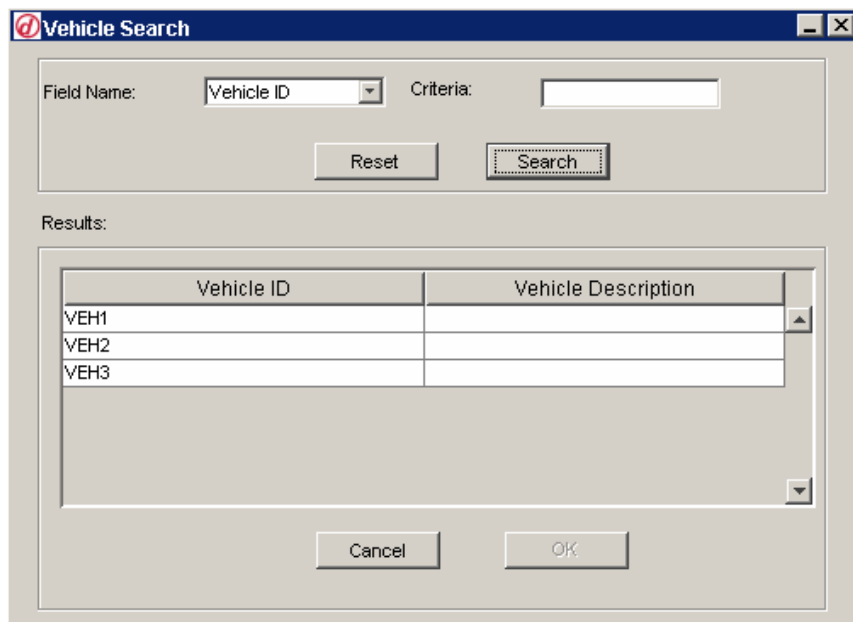 Vehicle Search
Field Name: Vehicle ID Criteria:
Reset Search
Results:
Vehicle ID Vehicle Description
VEH1
VEH2
VEH3
Cancel OK